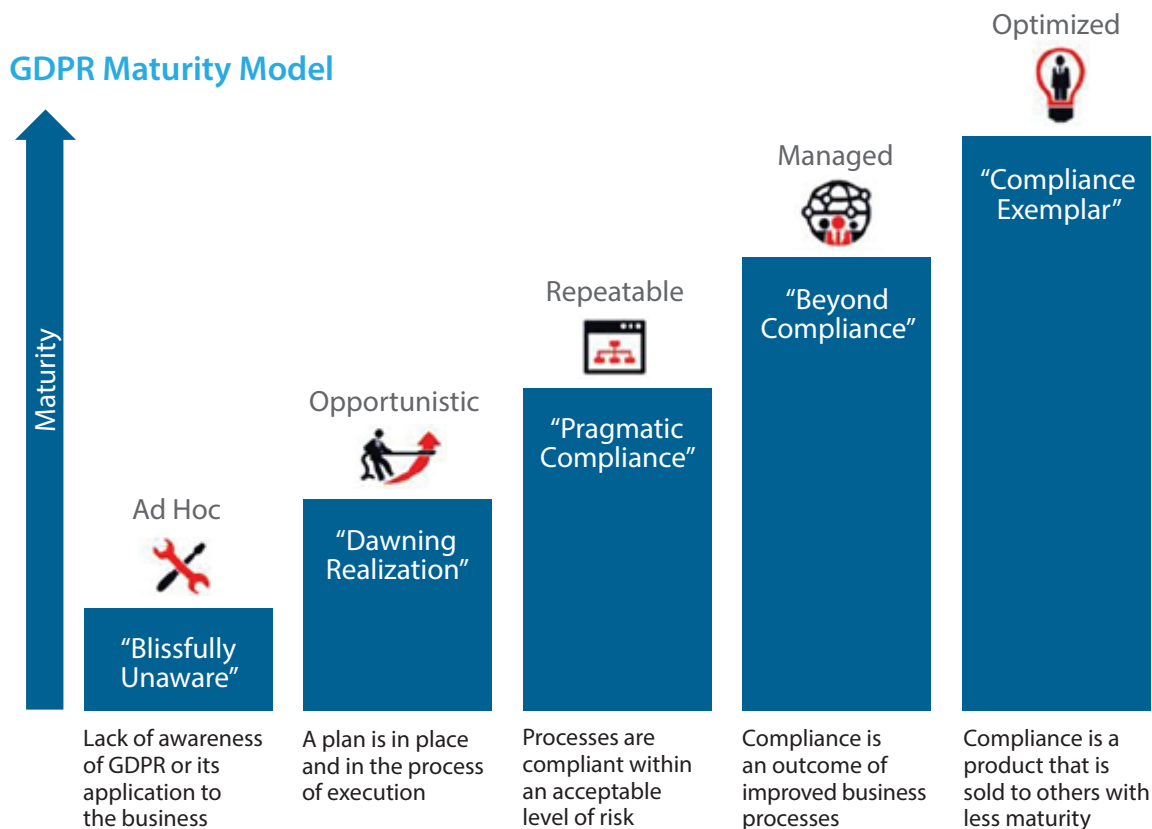 GDPR Maturity Model
Maturity
Ad Hoc
“Blissfully
Unaware”
Lack of awareness
of GDPR or its
application to
the business
Opportunistic
“Dawning
Realization”
A plan is in place
and in the process
of execution
Repeatable
“Pragmatic
Compliance”
Processes are
compliant within
an acceptable
level of risk
Managed
“Beyond
Compliance”
Compliance is
an outcome of
improved business
processes
Optimized
“Compliance
Exemplar”
Compliance is a
product that is
sold to others with
less maturity